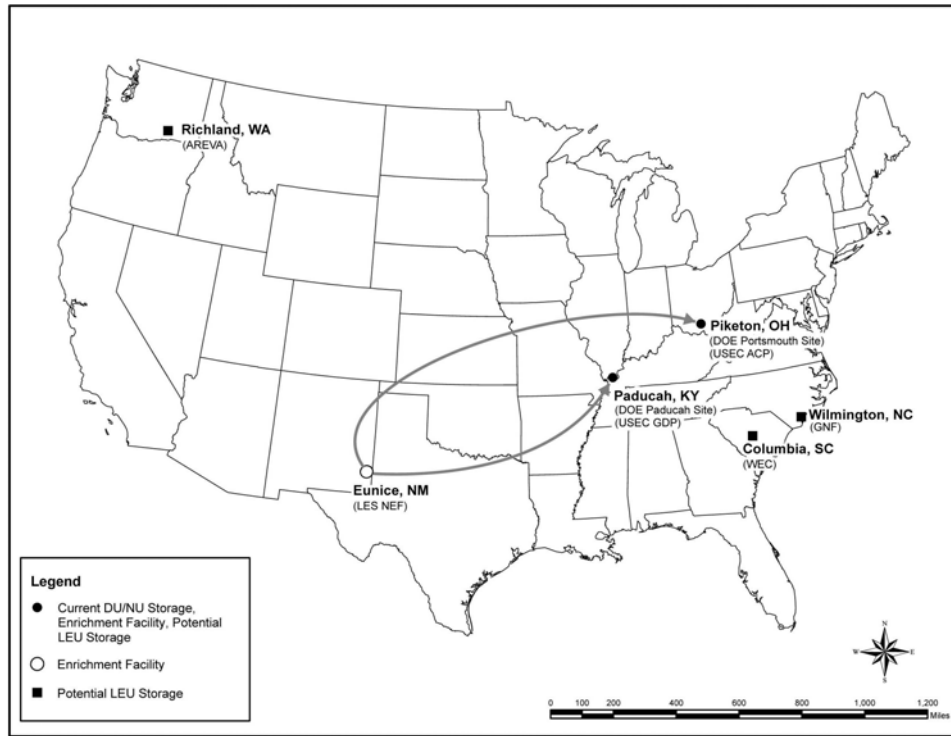 Richland, WA
(AREVA)
Piketon, OH
(DOE Portsmouth Site)
(USEC ACP)
Paducah, KY
(DOE Paducah Site)
(USEC GDP)
Wilmington, NC
(GNF)
Columbia, SC
(WEC)
Eunice, NM
(LES NEF)
Legend
Current DU/NU Storage,
Enrichment Facility, Potential
LEU Storage
Enrichment Facility
Potential LEU Storage
N
W E
S
0 100 200 400 600 800 1,000 1,200
Miles